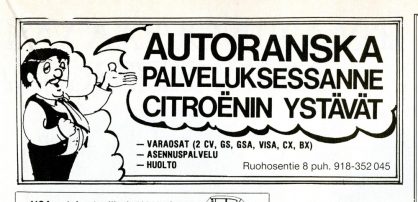 AUTORANSKA
PALVELUKSESSANNE
CITROËNIN YSTÄVÄT
— VARAOSAT (2 CV, GS, GSA, VISA, CX, BX)
— ASENNUSPALVELU
— HUOLTO
Ruohosentie 8 puh. 918-352 045